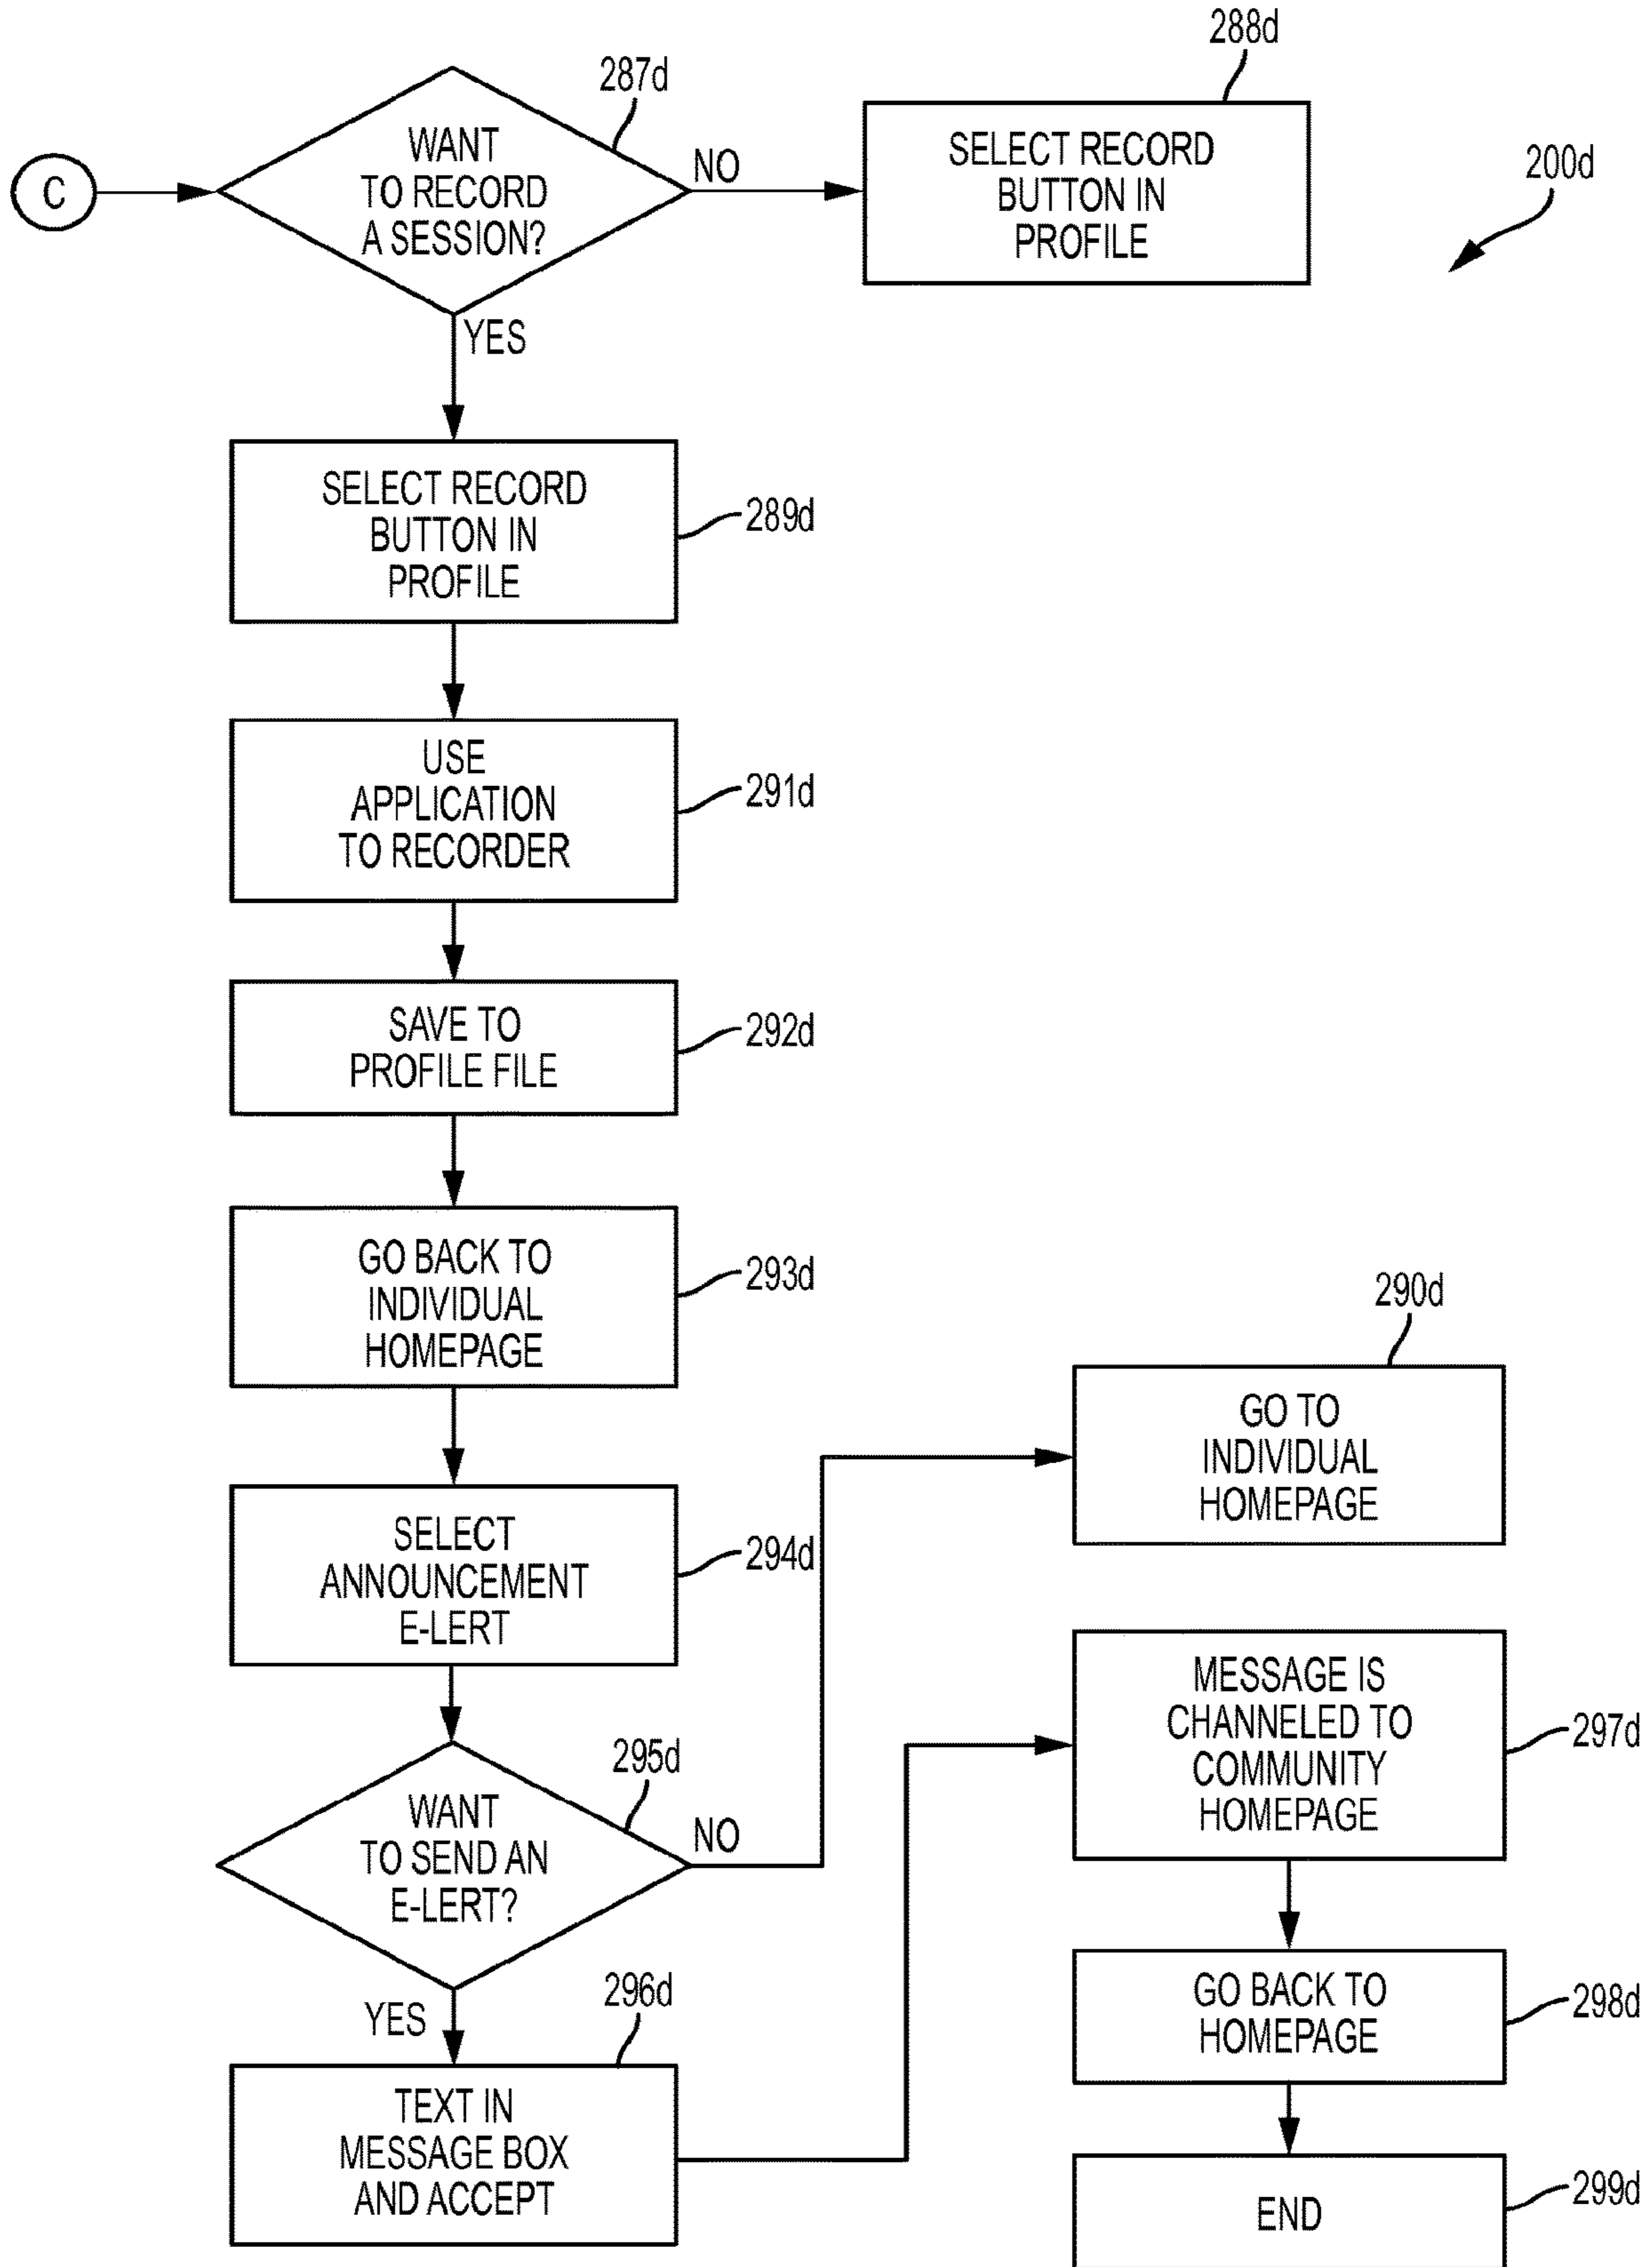 288d
287d
C
WANT
TO RECORD
A SESSION?
NO
SELECT RECORD
BUTTON IN
PROFILE
200d
YES
SELECT RECORD
BUTTON IN
PROFILE
289d
USE
APPLICATION
TO RECORDER
291d
SAVE TO
PROFILE FILE
292d
GO BACK TO
INDIVIDUAL
HOMEPAGE
293d
SELECT
ANNOUNCEMENT
E-LERT
294d
295d
WANT
TO SEND AN
E-LERT?
NO
290d
GO TO
INDIVIDUAL
HOMEPAGE
YES
296d
TEXT IN
MESSAGE BOX
AND ACCEPT
MESSAGE IS
CHANNELED TO
COMMUNITY
HOMEPAGE
297d
GO BACK TO
HOMEPAGE
298d
END
299d